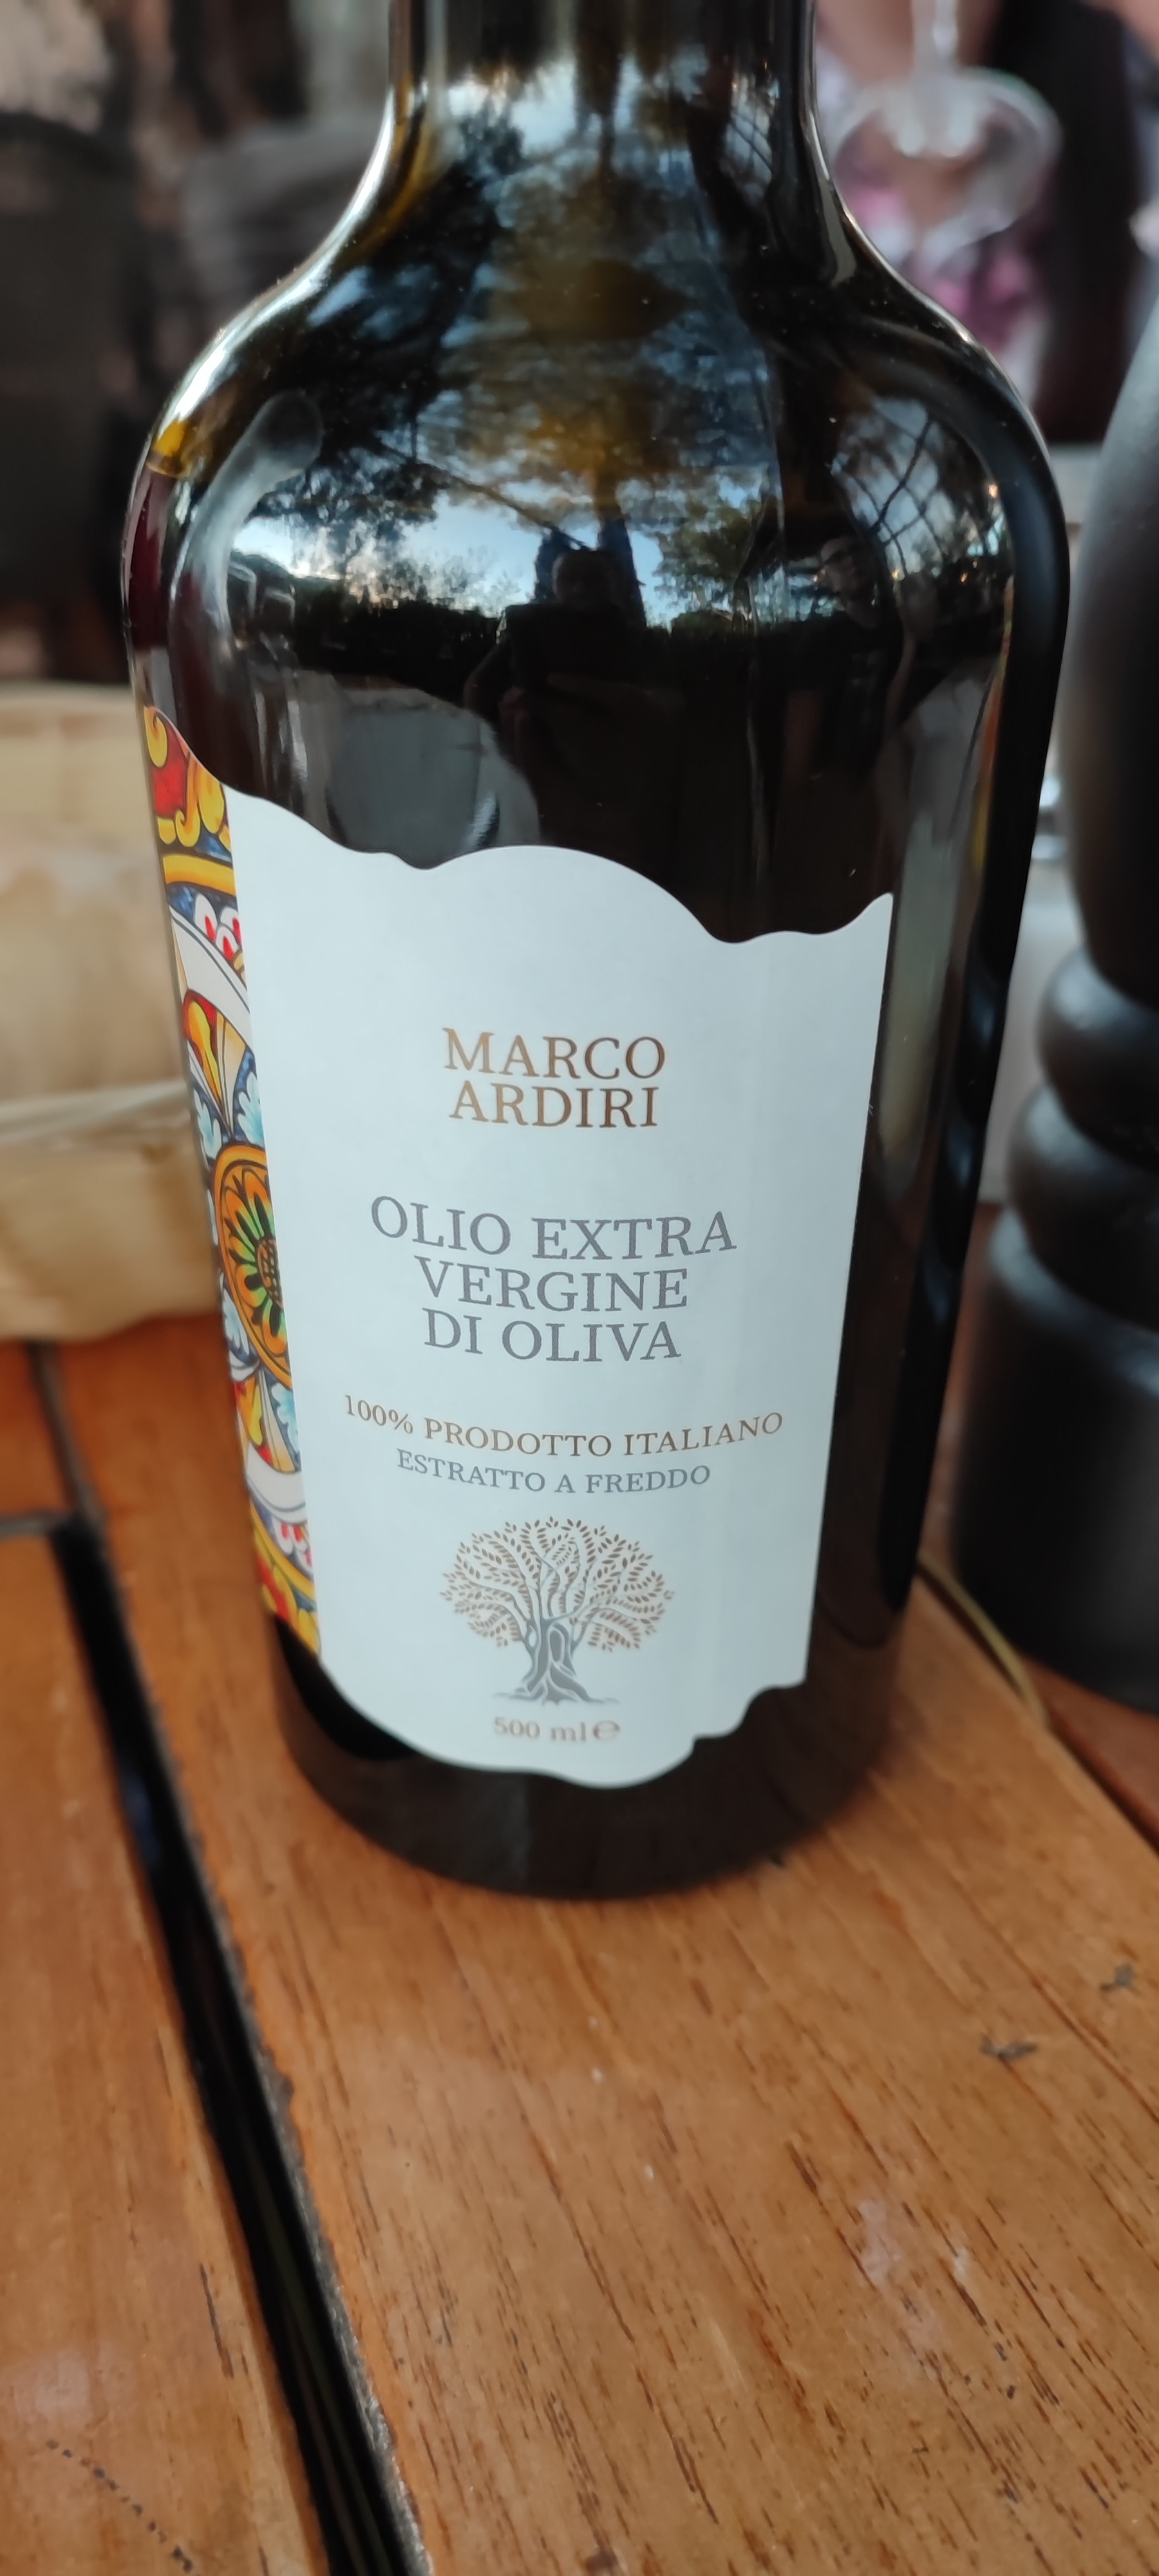 MARCO
ARDIRI
OLIO EXTRA
VERGINE
DI OLIVA
100% PRODOTTO ITALIANO
ESTRATTO A FREDDO
500 ml ℮